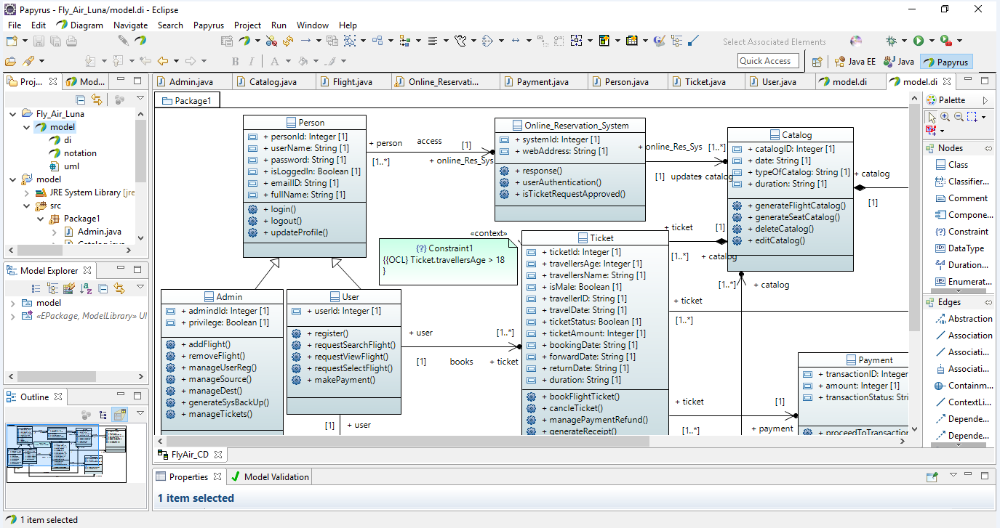 Papyrus - Fly_Air_Luna/model.di - Eclipse
File Edit Diagram Navigate Search Papyrus Project Run Window Help
Select Associated Elements
B I A
Quick Access
Java EE
Java
Papyrus
Proj...
Mod...
Fly_Air_Luna
model
di
notation
uml
model
JRE System Library [jre
src
Package1
Admin.java
Model Explorer
model
«EPackage, ModelLibrary» UI
Outline
Admin.java
Catalog.java
Flight.java
Online_Reservati...
Payment.java
Person.java
Ticket.java
User.java
model.di
model.di
Package1
Person
+ personId: Integer [1]
+ userName: String [1]
+ password: String [1]
+ isLoggedIn: Boolean [1]
+ emailID: String [1]
+ fullName: String [1]
+ login()
+ logout()
+ updateProfile()
+ person
access
[1]
[1..*]
+ online_Res_Sys
Online_Reservation_System
+ systemId: Integer [1]
+ webAddress: String [1]
+ response()
+ userAuthentication()
+ isTicketRequestApproved()
+ online_Res_Sys
[1..*]
[1]
update
+ catalog
Catalog
+ catalogID: Integer [1]
+ date: String [1]
+ typeOfCatalog: String [1]
+ duration: String [1]
+ generateFlightCatalog()
+ generateSeatCatalog()
+ deleteCatalog()
+ editCatalog()
+ catalog
[1]
«context»
{?} Constraint1
{{OCL} Ticket.travellersAge > 18
}
Ticket
+ ticketId: Integer [1]
+ travellersAge: Integer [1]
+ travellersName: String [1]
+ isMale: Boolean [1]
+ travellerID: String [1]
+ travelDate: String [1]
+ ticketStatus: Boolean [1]
+ ticketAmount: Integer [1]
+ bookingDate: String [1]
+ forwardDate: String [1]
+ returnDate: String [1]
+ duration: String [1]
+ bookFlightTicket()
+ cancleTicket()
+ managePaymentRefund()
+ generateReceipt()
+ ticket
[1]
[1..*]
+ catalog
[1..*]
+ catalog
+ ticket
[1..*]
Admin
+ admindId: Integer [1]
+ privilege: Boolean [1]
+ addFlight()
+ removeFlight()
+ manageUserReg()
+ manageSource()
+ manageDest()
+ generateSysBackUp()
+ manageTickets()
User
+ userId: Integer [1]
+ register()
+ requestSearchFlight()
+ requestViewFlight()
+ requestSelectFlight()
+ makePayment()
+ user
[1..*]
[1]
books
+ ticket
[1]
+ user
Payment
+ transactionID: Integer
+ amount: Integer [1]
+ transactionStatus: Stri
+ proceedToTransaction
+ ticket
[1]
[1..*]
+ payment
FlyAir_CD
Palette
Nodes
Class
Classifier...
Comment
Compone...
Constraint
DataType
Duration...
Enumerat...
Edges
Abstraction
Association
Associati...
Associati...
Containm...
ContextLi...
Depende...
Depende...
Properties
Model Validation
1 item selected
1 item selected